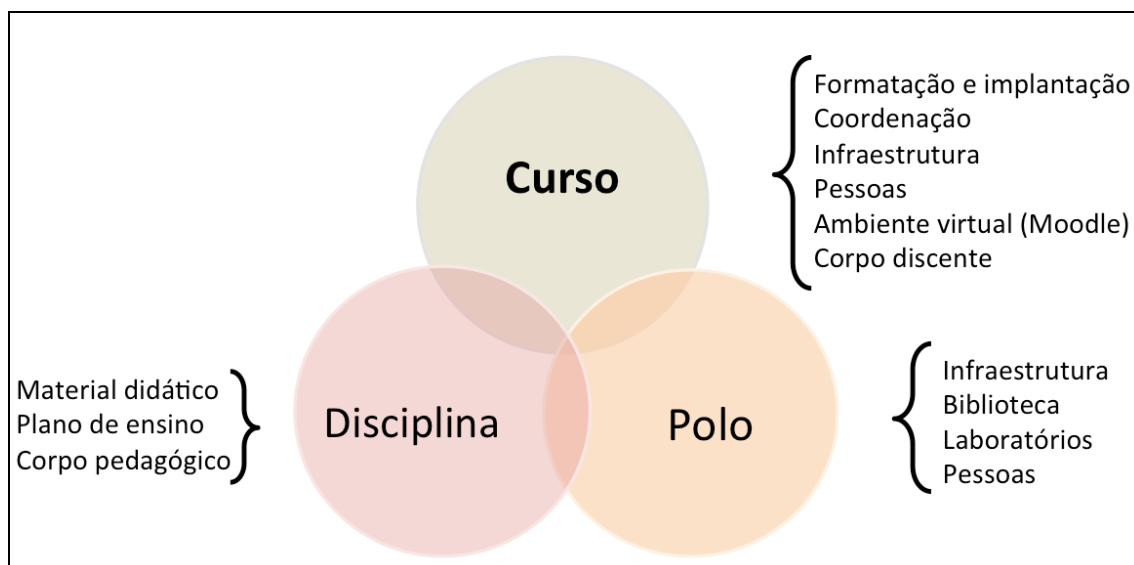 Curso
Formatação e implantação
Coordenação
Infraestrutura
Pessoas
Ambiente virtual (Moodle)
Corpo discente
Material didático
Plano de ensino
Corpo pedagógico
Disciplina
Polo
Infraestrutura
Biblioteca
Laboratórios
Pessoas